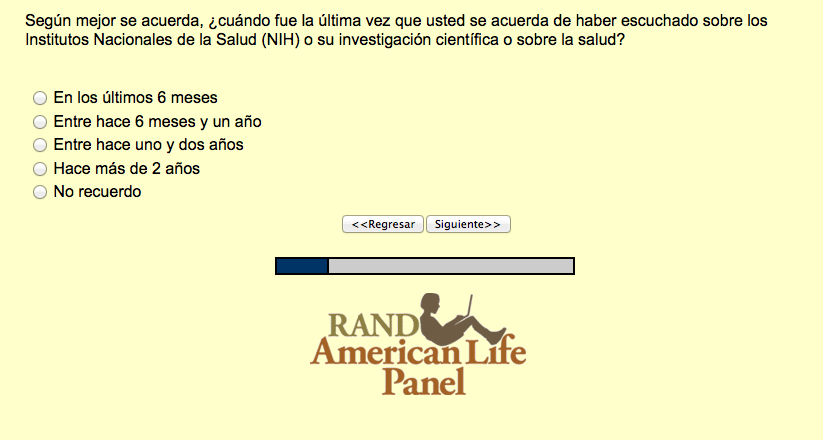 Según mejor se acuerda, ¿cuándo fue la última vez que usted se acuerda de haber escuchado sobre los
Institutos Nacionales de la Salud (NIH) o su investigación científica o sobre la salud?
En los últimos 6 meses
Entre hace 6 meses y un año
Entre hace uno y dos años
Hace más de 2 años
No recuerdo
<<Regresar Siguiente>>
RAND
American Life
Panel